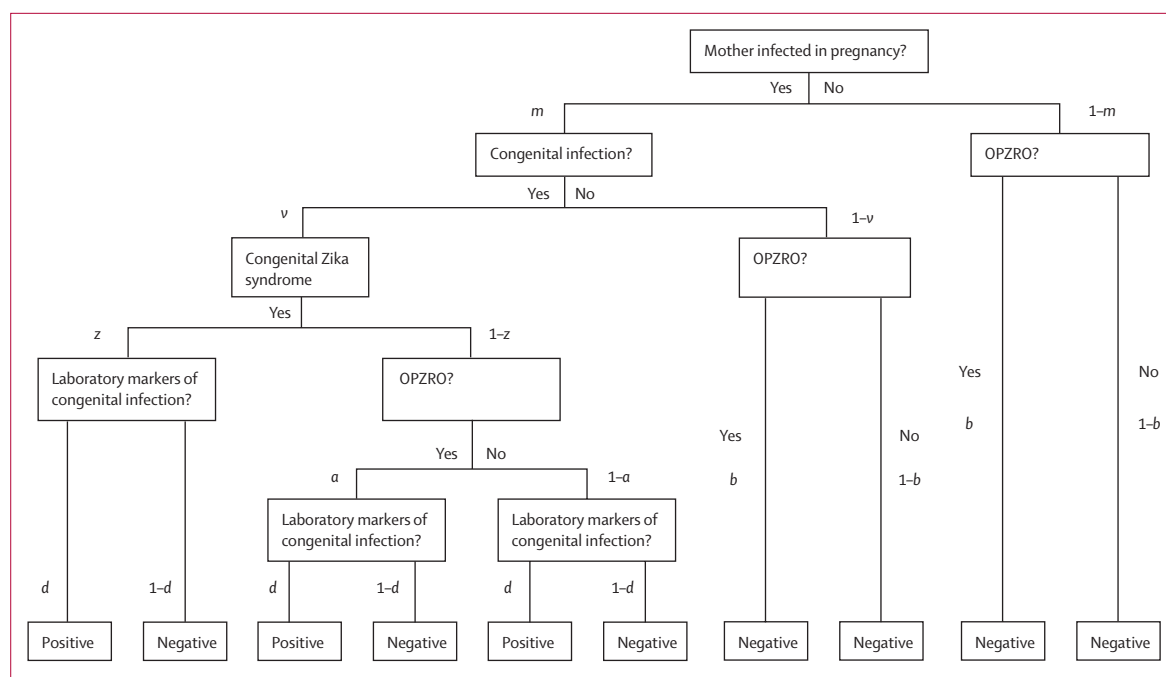 Mother infected in pregnancy?
Yes No
m 1–m
Congenital infection? OPZRO?
Yes No
v 1–v
Congenital Zika
syndrome
OPZRO?
Yes
z 1–z
Laboratory markers of
congenital infection?
OPZRO?
Yes No
b 1–b
Yes No
Yes No
a 1–a b 1–b
Laboratory markers of
congenital infection?
Laboratory markers of
congenital infection?
d 1–d d 1–d d 1–d
Positive Negative Positive Negative Positive Negative Negative Negative Negative Negative